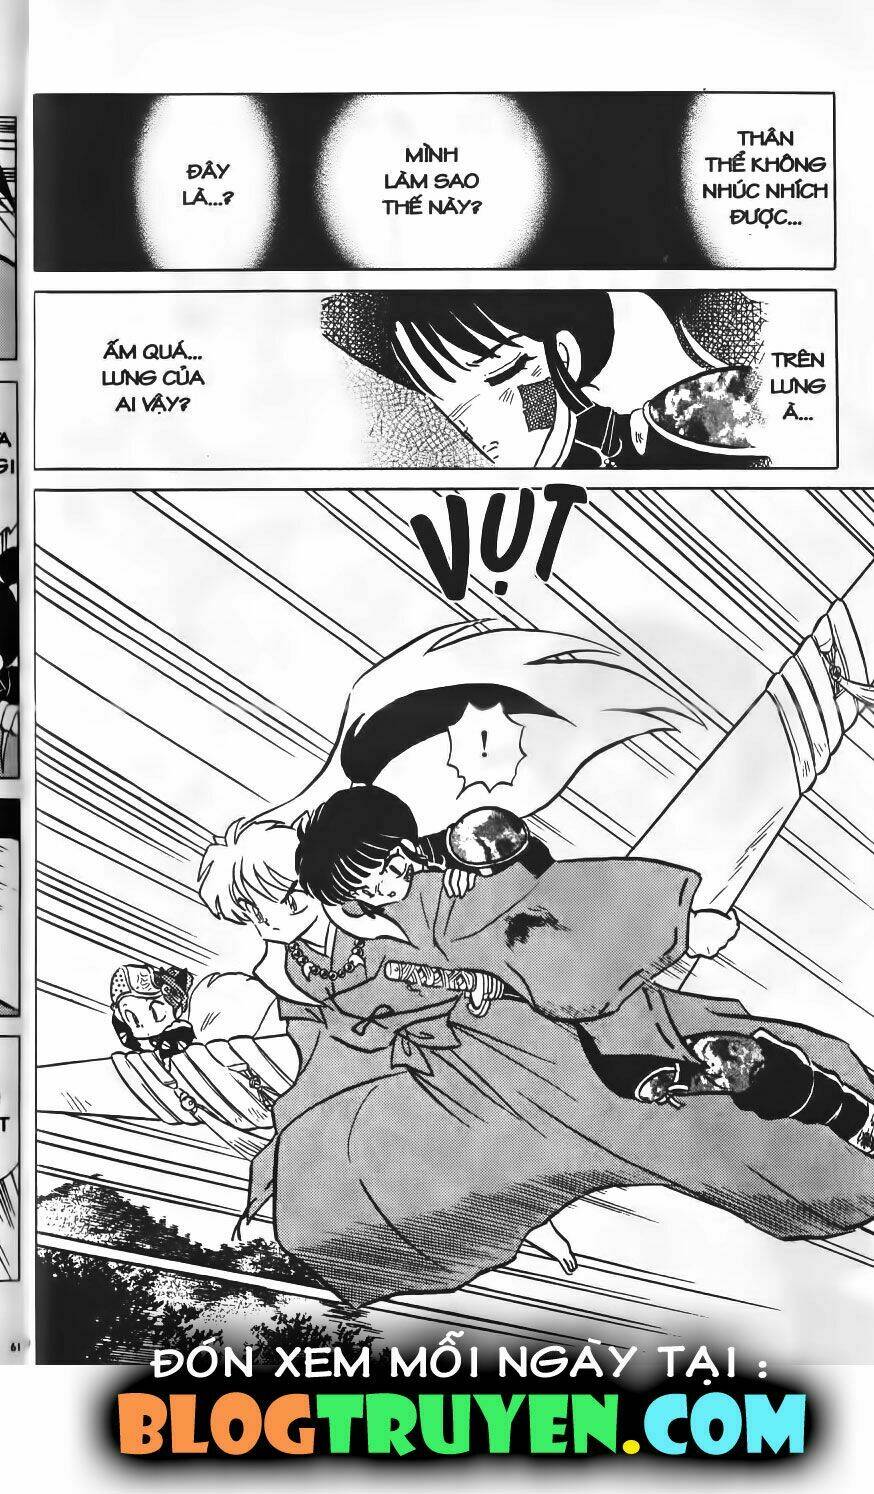 THÂN
THỂ KHÔNG
NHÚC NHÍCH
ĐƯỢC...
MÌNH
LÀM SAO
THẾ NÀY?
ĐÂY
LÀ...?
TRÊN
LƯNG
À...
ẤM QUÁ...
LƯNG CỦA
AI VẬY?
VỤT
!
61
ĐÓN XEM MỖI NGÀY TẠI :
BLOGTRUYEN.COM